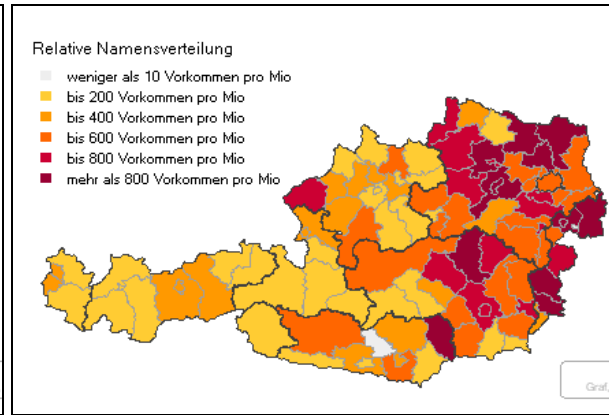 Relative Namensverteilung
weniger als 10 Vorkommen pro Mio
bis 200 Vorkommen pro Mio
bis 400 Vorkommen pro Mio
bis 600 Vorkommen pro Mio
bis 800 Vorkommen pro Mio
mehr als 800 Vorkommen pro Mio
Graf,